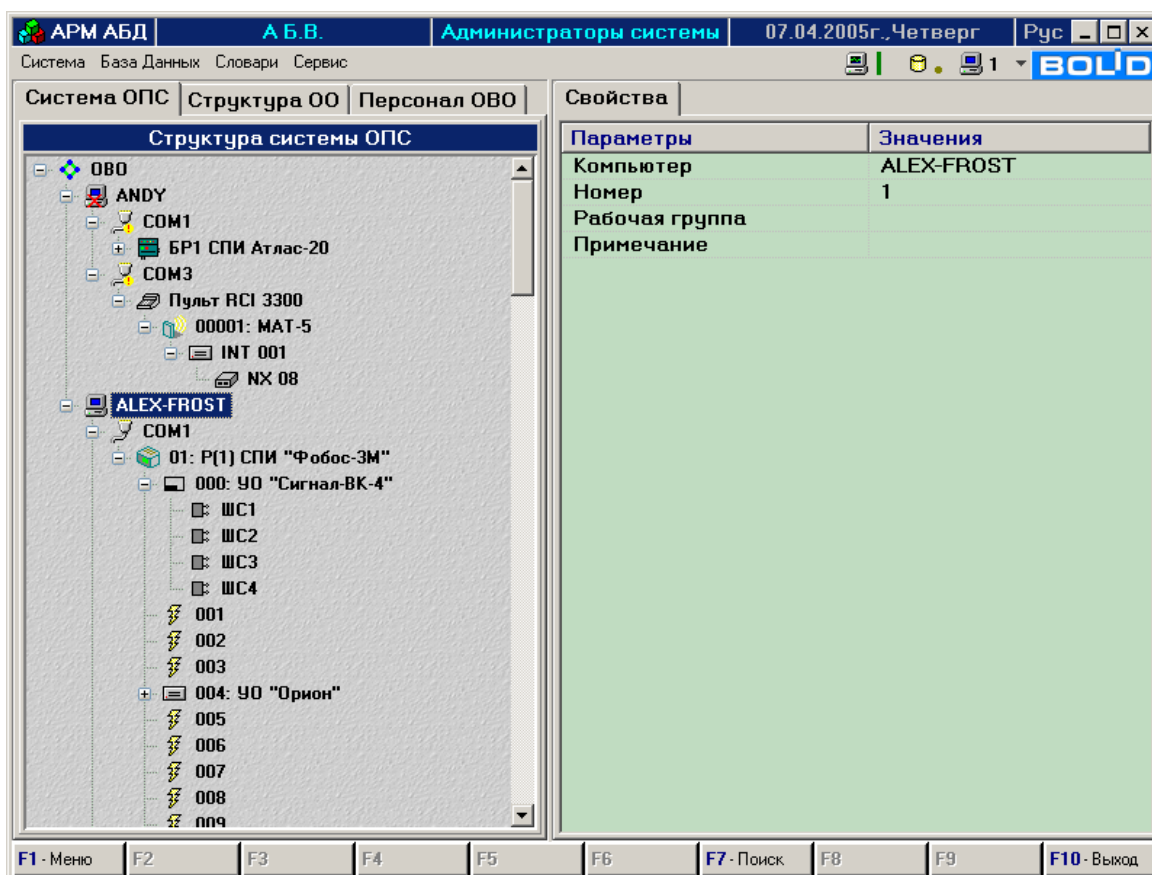 АРМ АБД А Б.В. Администраторы системы 07.04.2005г.,Четверг Рус
Система База Данных Словари Сервис 1 BOLID
Система ОПС Структура ОО Персонал ОВО Свойства
Структура системы ОПС
Параметры Значения
Компьютер ALEX-FROST
Номер 1
Рабочая группа
Примечание
ОВО
ANDY
COM1
БР1 СПИ Атлас-20
COM3
Пульт RCI 3300
00001: МАТ-5
INT 001
NX 08
ALEX-FROST
COM1
01: Р(1) СПИ "Фобос-3М"
000: УО "Сигнал-ВК-4"
ШС1
ШС2
ШС3
ШС4
001
002
003
004: УО "Орион"
005
006
007
008
009
F1 - Меню F2 F3 F4 F5 F6 F7 - Поиск F8 F9 F10 - Выход